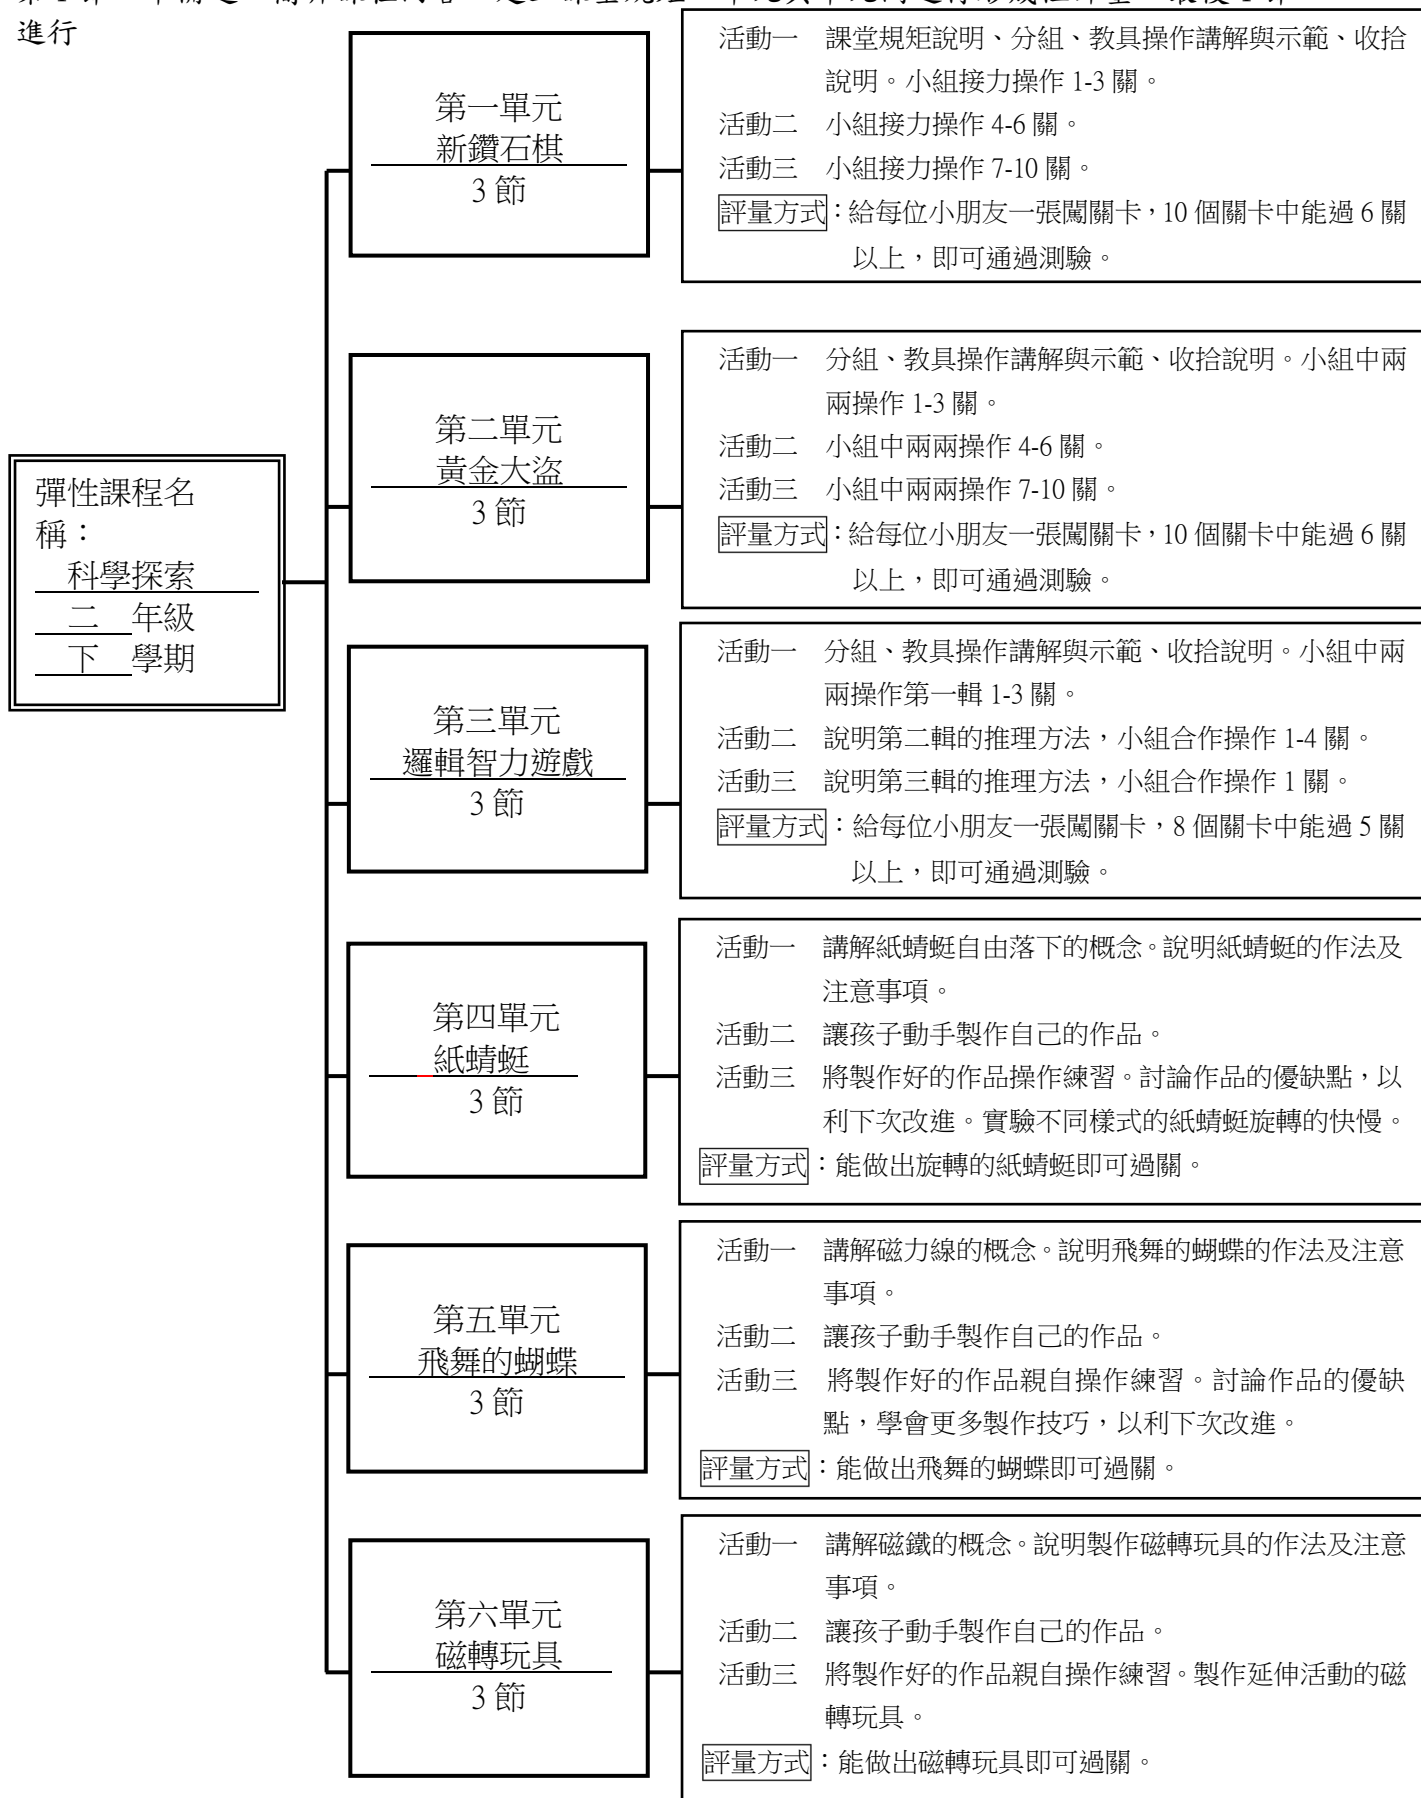 進行
彈性課程名
稱:
科學探索
二 年級
下 學期
第一單元
新鑽石棋
3 節
活動一 課堂規矩說明、分組、教具操作講解與示範、收拾
說明。小組接力操作 1-3 關。
活動二 小組接力操作 4-6 關。
活動三 小組接力操作 7-10 關。
評量方式:給每位小朋友一張闖關卡,10 個關卡中能過 6 關
以上,即可通過測驗。
第二單元
黃金大盜
3 節
活動一 分組、教具操作講解與示範、收拾說明。小組中兩
兩操作 1-3 關。
活動二 小組中兩兩操作 4-6 關。
活動三 小組中兩兩操作 7-10 關。
評量方式:給每位小朋友一張闖關卡,10 個關卡中能過 6 關
以上,即可通過測驗。
第三單元
邏輯智力遊戲
3 節
活動一 分組、教具操作講解與示範、收拾說明。小組中兩
兩操作第一輯 1-3 關。
活動二 說明第二輯的推理方法,小組合作操作 1-4 關。
活動三 說明第三輯的推理方法,小組合作操作 1 關。
評量方式:給每位小朋友一張闖關卡,8 個關卡中能過 5 關
以上,即可通過測驗。
第四單元
紙蜻蜓
3 節
活動一 講解紙蜻蜓自由落下的概念。說明紙蜻蜓的作法及
注意事項。
活動二 讓孩子動手製作自己的作品。
活動三 將製作好的作品操作練習。討論作品的優缺點,以
利下次改進。實驗不同樣式的紙蜻蜓旋轉的快慢。
評量方式:能做出旋轉的紙蜻蜓即可過關。
第五單元
飛舞的蝴蝶
3 節
活動一 講解磁力線的概念。說明飛舞的蝴蝶的作法及注意
事項。
活動二 讓孩子動手製作自己的作品。
活動三 將製作好的作品親自操作練習。討論作品的優缺
點,學會更多製作技巧,以利下次改進。
評量方式:能做出飛舞的蝴蝶即可過關。
第六單元
磁轉玩具
3 節
活動一 講解磁鐵的概念。說明製作磁轉玩具的作法及注意
事項。
活動二 讓孩子動手製作自己的作品。
活動三 將製作好的作品親自操作練習。製作延伸活動的磁
轉玩具。
評量方式:能做出磁轉玩具即可過關。